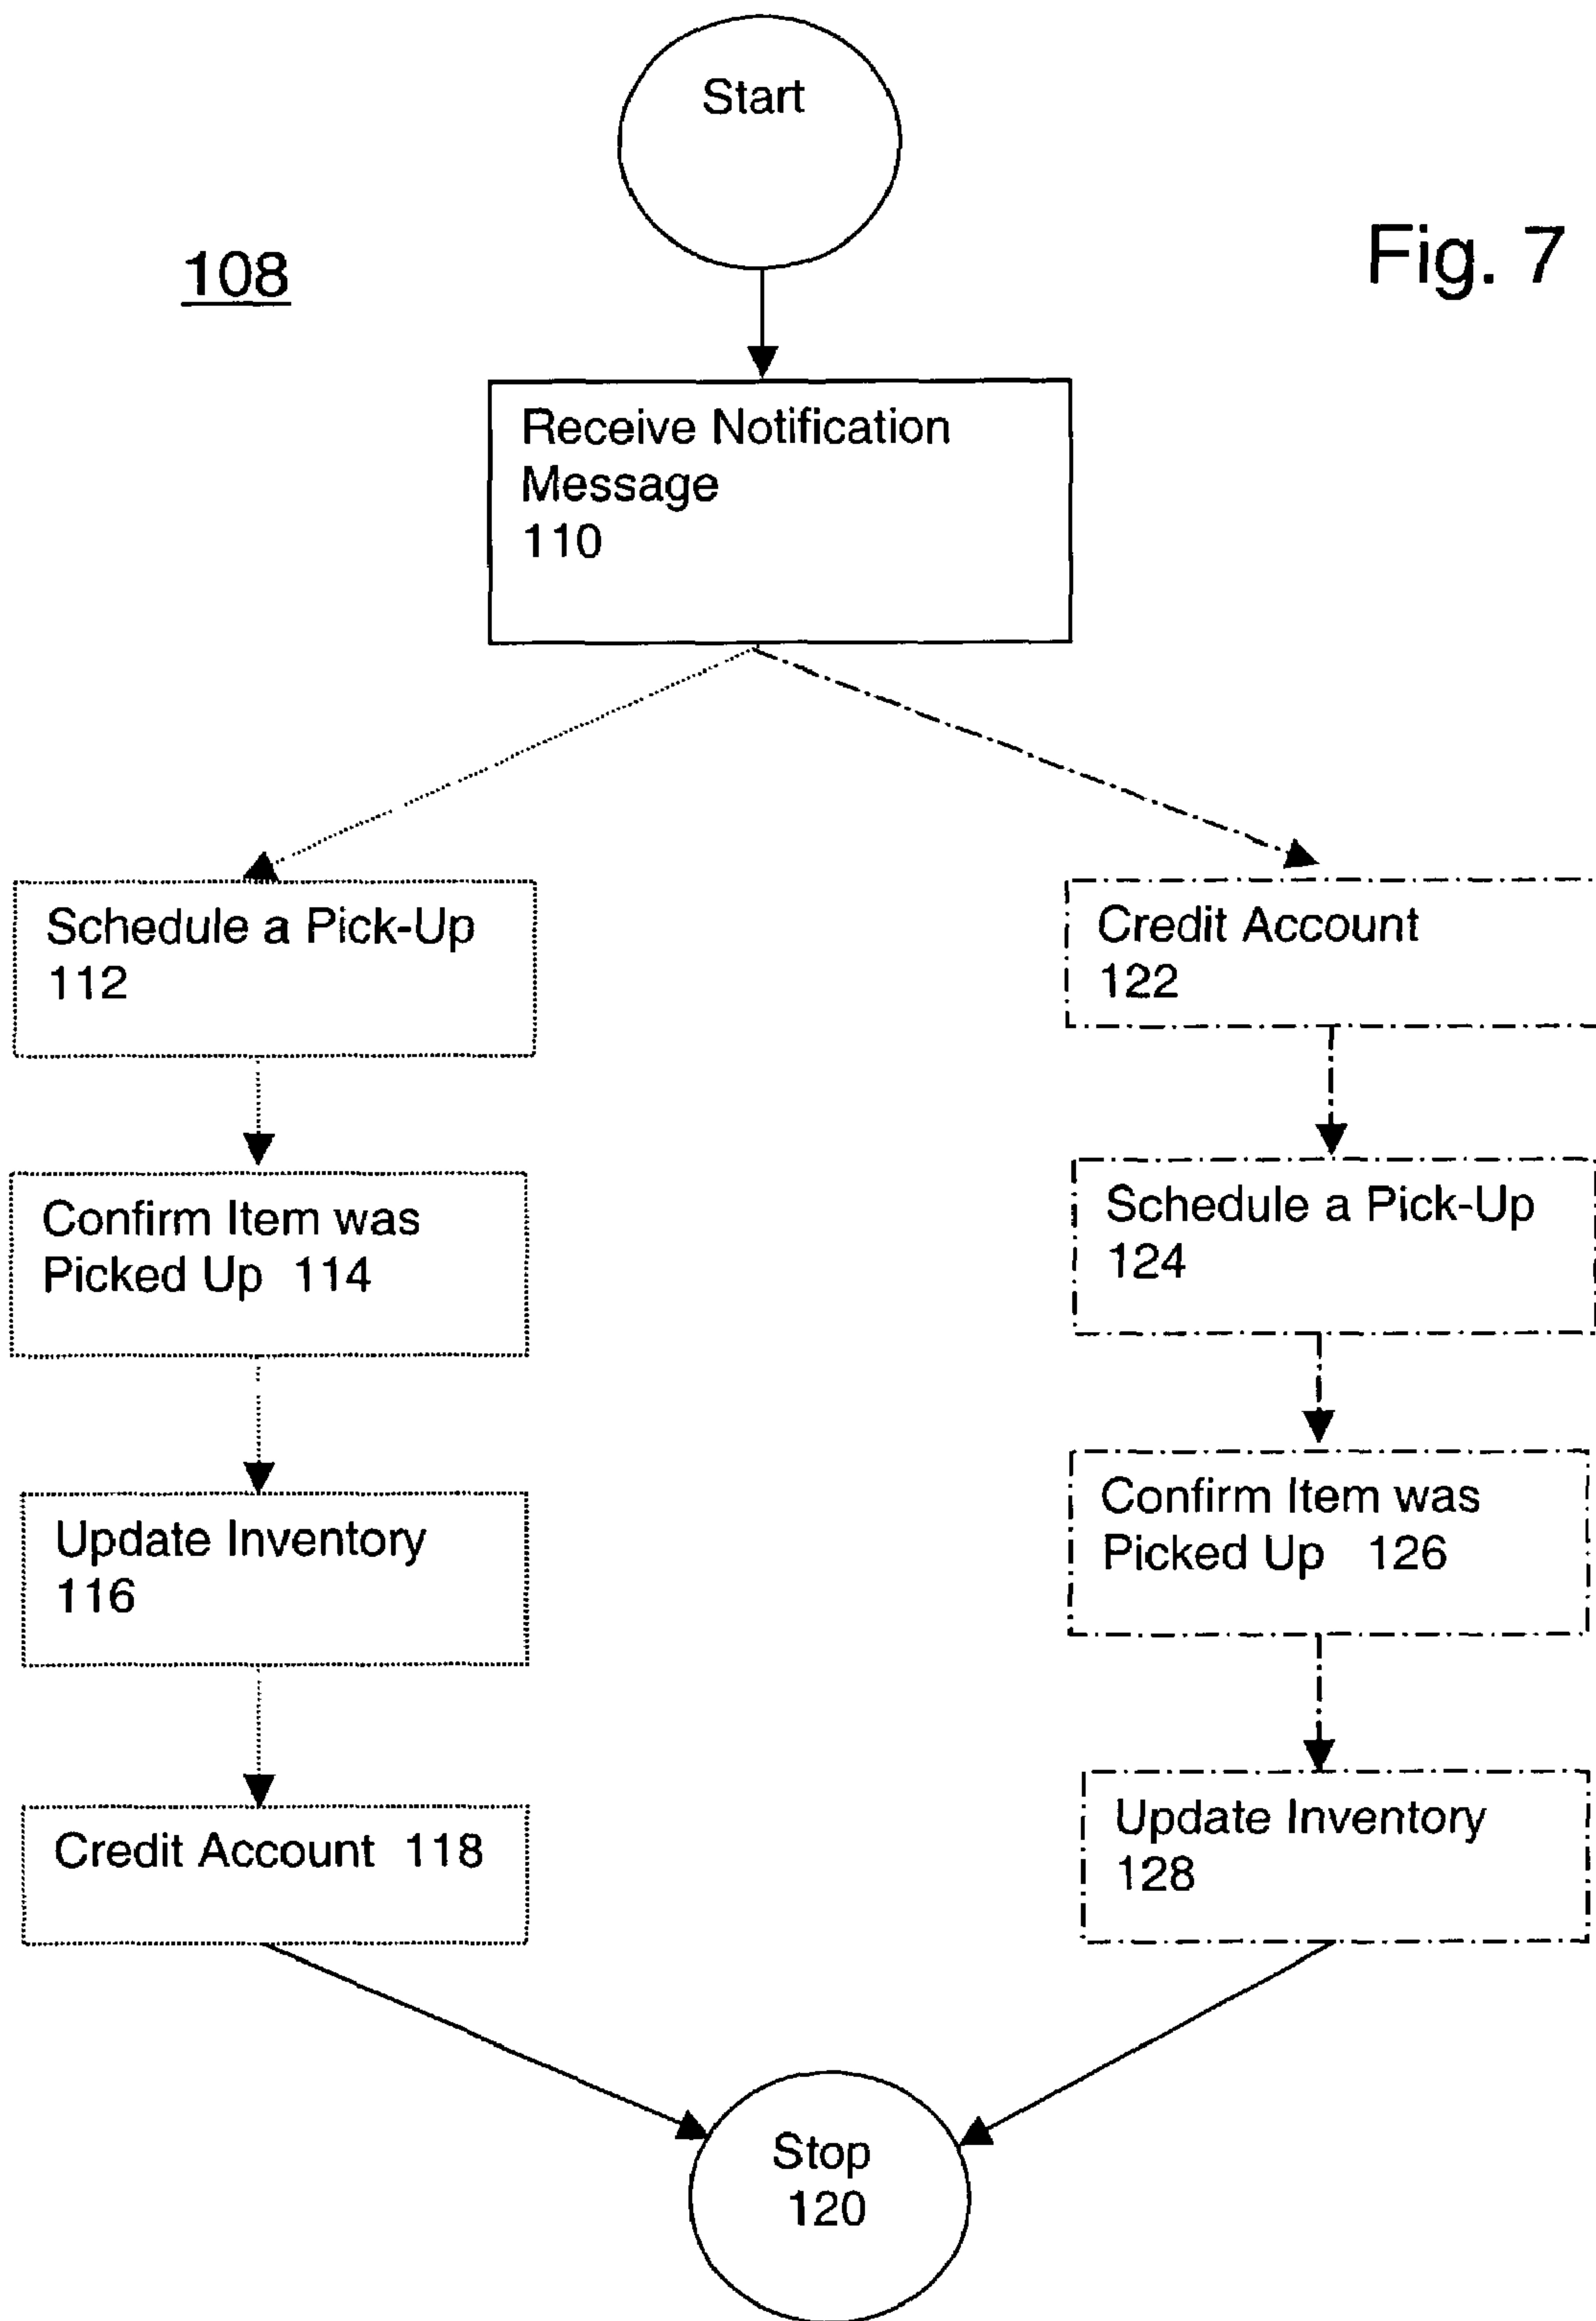 Start
108
Fig. 7
Receive Notification
Message
110
Schedule a Pick-Up
112
Confirm Item was
Picked Up 114
Update Inventory
116
Credit Account 118
Credit Account
122
Schedule a Pick-Up
124
Confirm Item was
Picked Up 126
Update Inventory
128
Stop
120